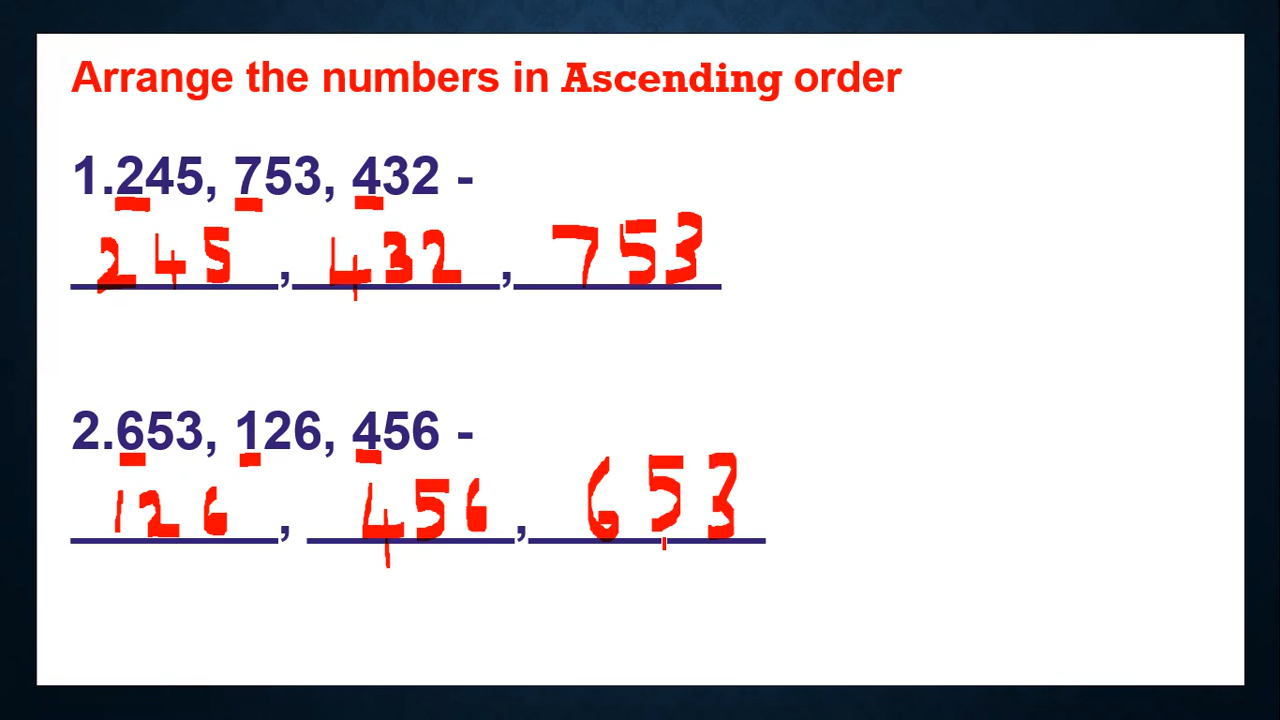 Arrange the numbers in Ascending order
1.245, 753, 432 -
245, 432, 753
2.653, 126, 456 -
126, 456, 653